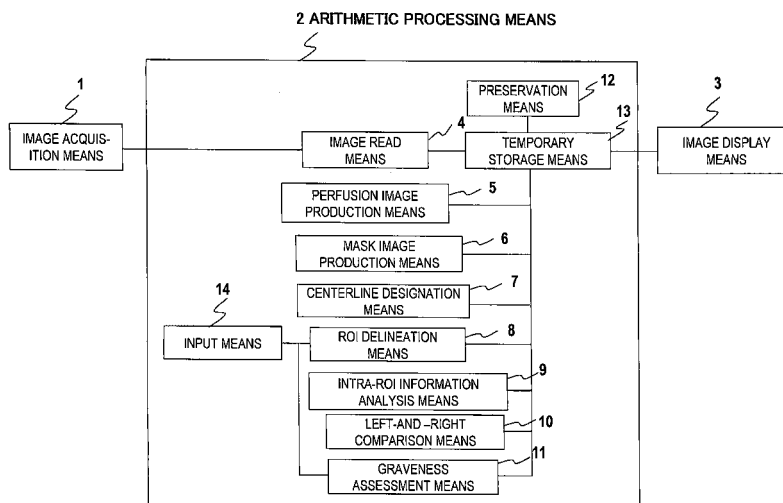 2 ARITHMETIC PROCESSING MEANS
1
IMAGE ACQUIS-
ITION MEANS
12
PRESERVATION
MEANS
4
IMAGE READ
MEANS
13
TEMPORARY
STORAGE MEANS
3
IMAGE DISPLAY
MEANS
5
PERFUSION IMAGE
PRODUCTION MEANS
6
MASK IMAGE
PRODUCTION MEANS
7
CENTERLINE DESIGNATION
MEANS
14
INPUT MEANS
8
ROI DELINEATION
MEANS
9
INTRA-ROI INFORMATION
ANALYSIS MEANS
10
LEFT-AND –RIGHT
COMPARISON MEANS
11
GRAVENESS
ASSESSMENT MEANS